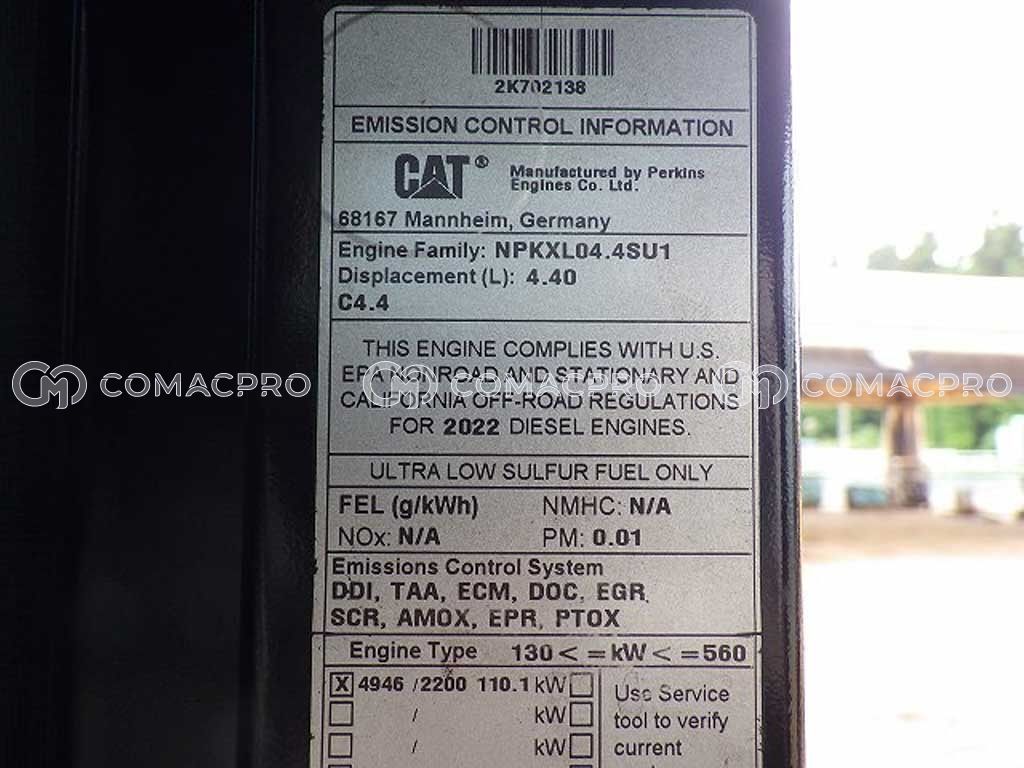 2K702138
EMISSION CONTROL INFORMATION
CAT® Manufactured by Perkins
Engines Co. Ltd.
68167 Mannheim, Germany
Engine Family: NPKXL04.4SU1
Displacement (L): 4.40
C4.4
THIS ENGINE COMPLIES WITH U.S.
EPA NONROAD AND STATIONARY AND
COMACPRO COMACPRO COMACPRO
CALIFORNIA OFF-ROAD REGULATIONS
FOR 2022 DIESEL ENGINES.
ULTRA LOW SULFUR FUEL ONLY
FEL (g/kWh) NMHC: N/A
NOx: N/A PM: 0.01
Emissions Control System
DDI, TAA, ECM, DOC, EGR,
SCR, AMOX, EPR, PTOX
Engine Type 130 < = kW < = 560
X 4946 / 2200 110.1 kW Use Service
/ kW tool to verify
/ kW current